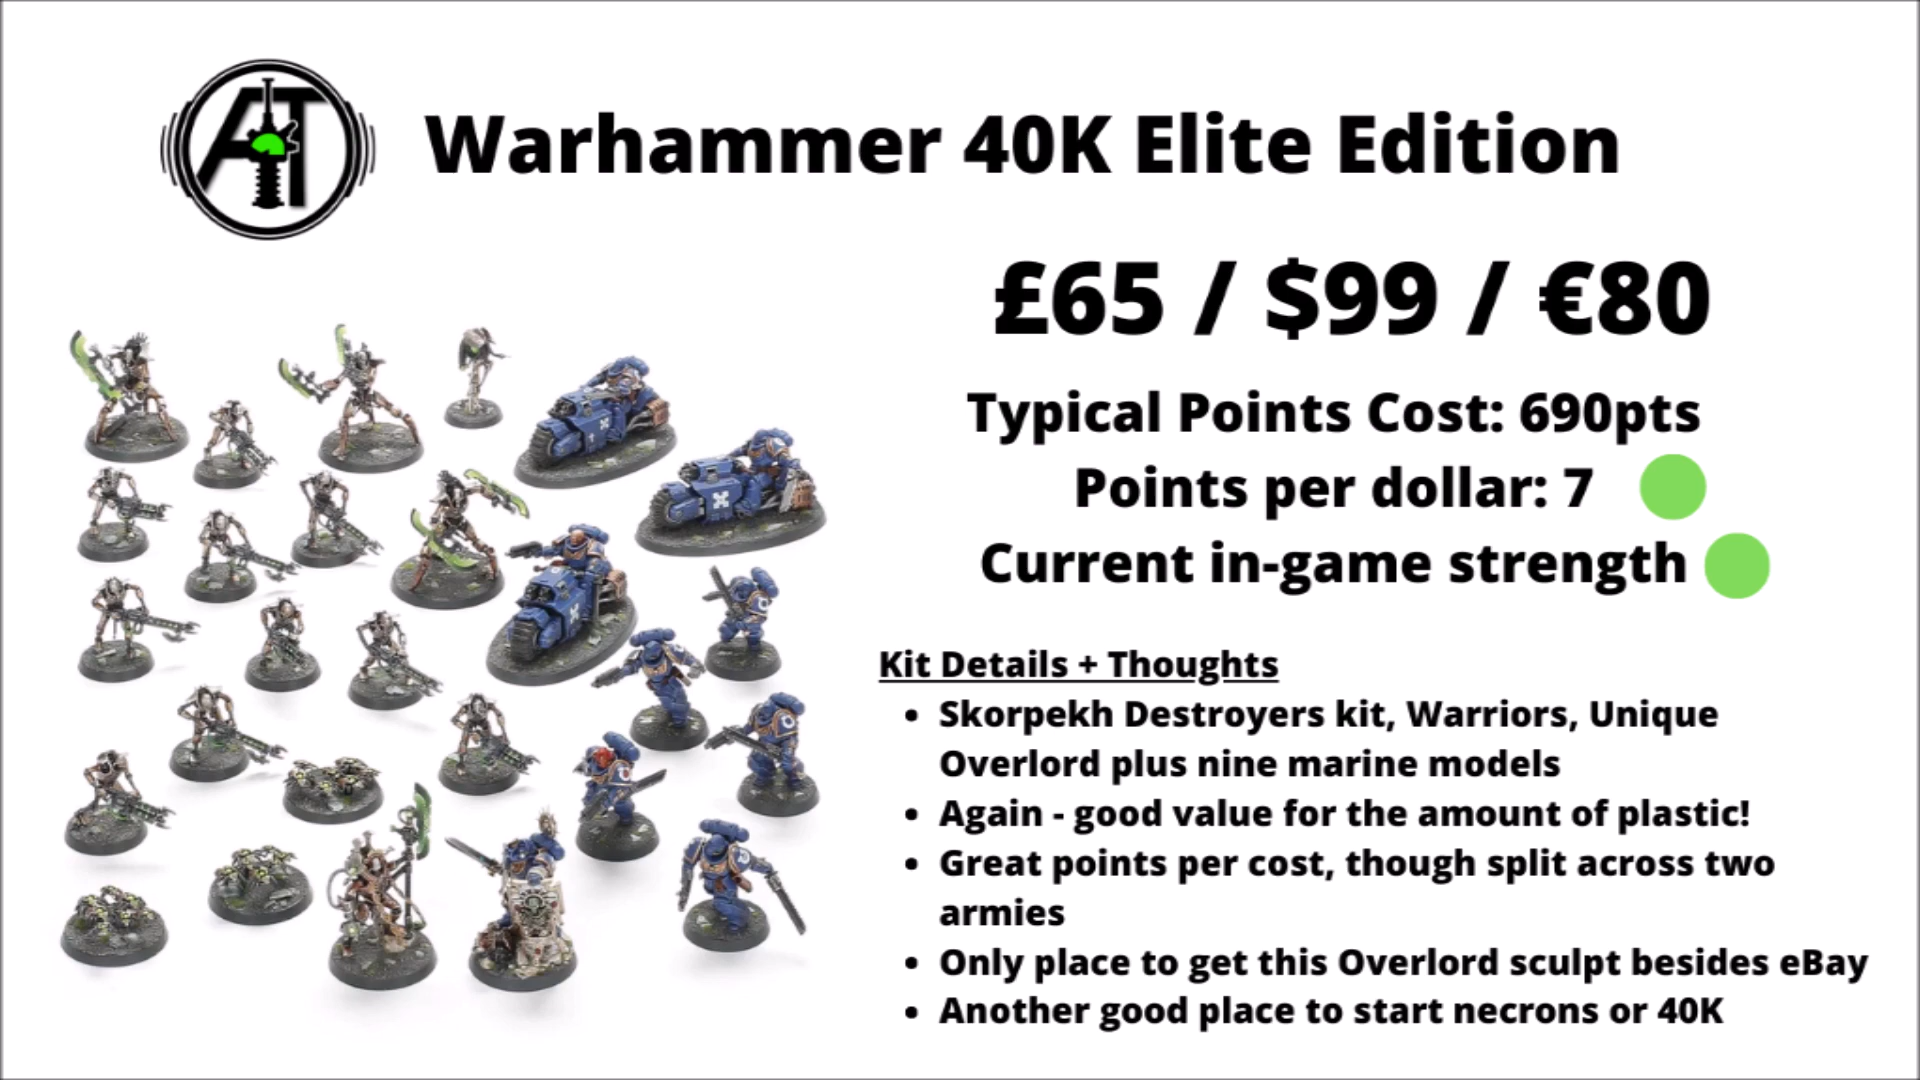 AT
Warhammer 40K Elite Edition
£65 / $99 / €80
Typical Points Cost: 690pts
Points per dollar: 7
Current in-game strength
Kit Details + Thoughts
• Skorpekh Destroyers kit, Warriors, Unique
Overlord plus nine marine models
• Again - good value for the amount of plastic!
• Great points per cost, though split across two
armies
• Only place to get this Overlord sculpt besides eBay
• Another good place to start necrons or 40K